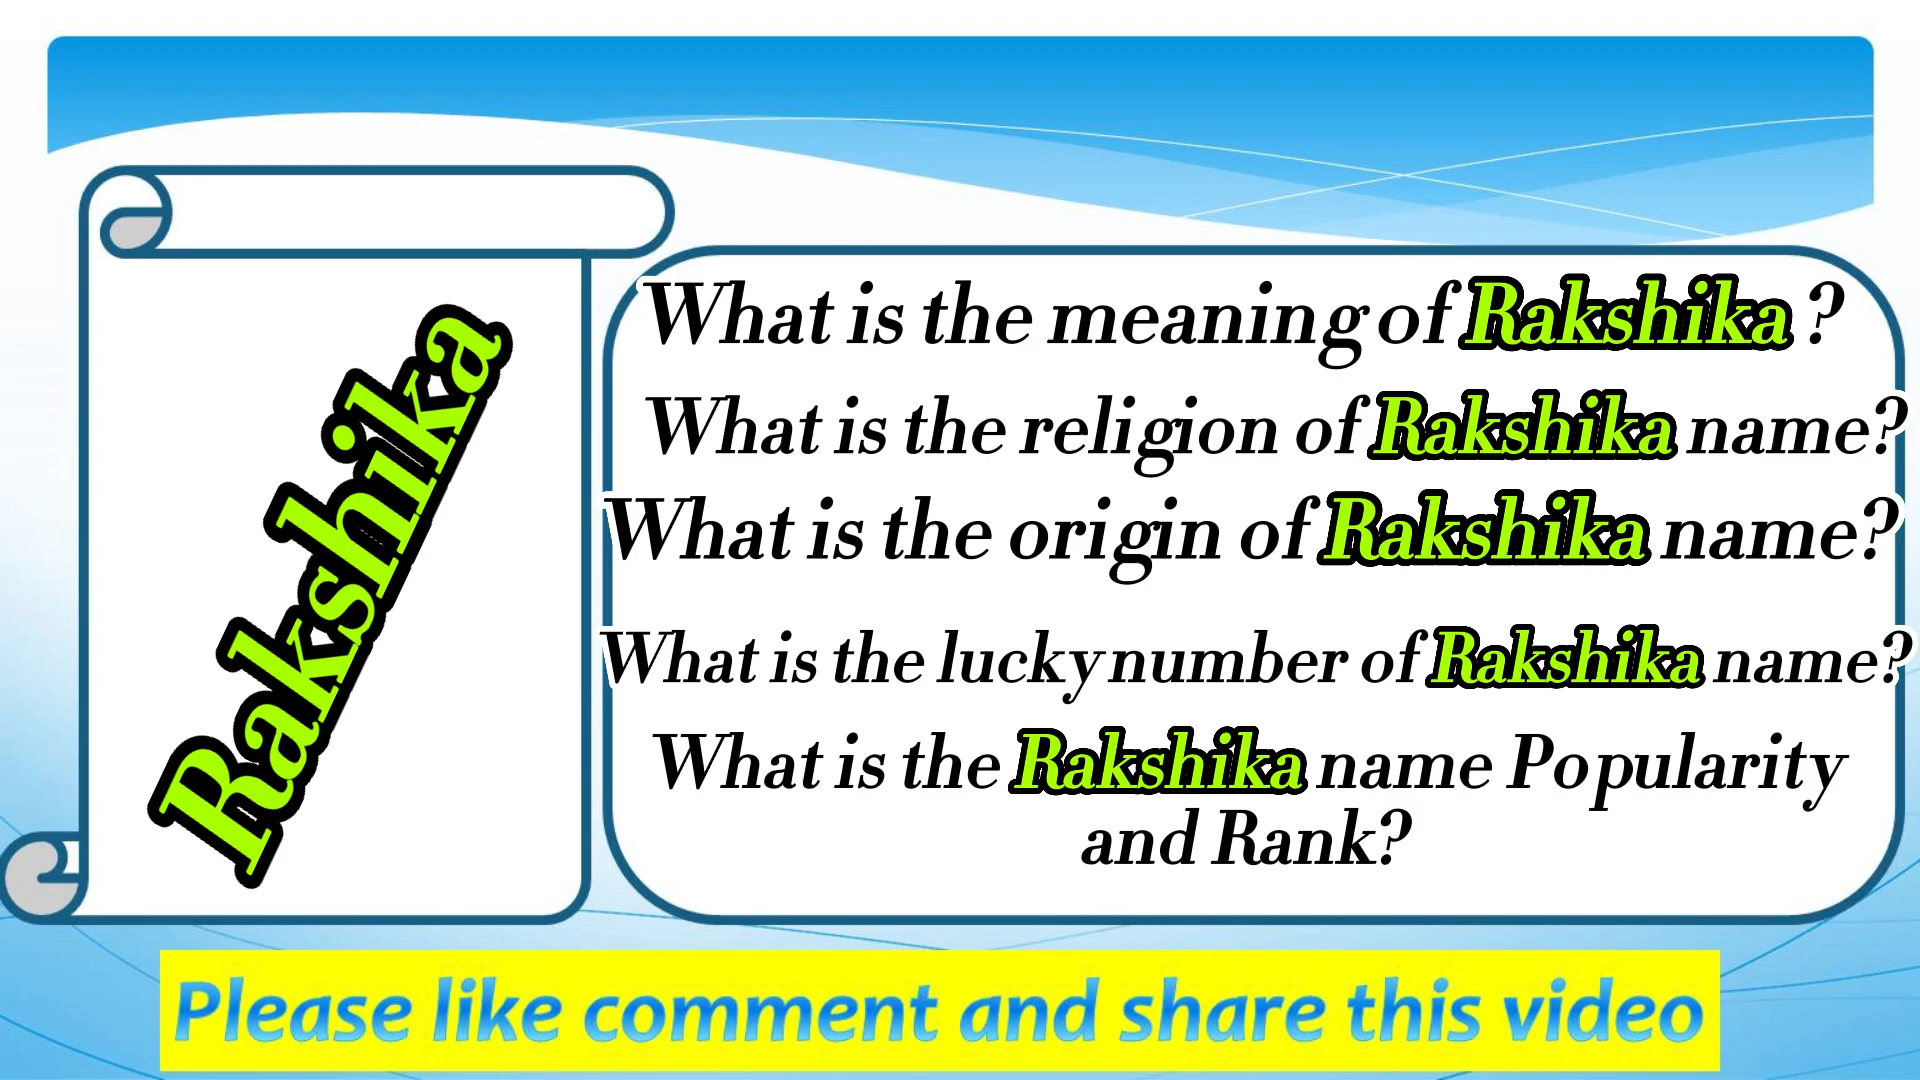 Rakshika
What is the meaning of Rakshika ?
What is the religion of Rakshika name?
What is the origin of Rakshika name?
What is the lucky number of Rakshika name?
What is the Rakshika name Popularity
and Rank?
Please like comment and share this video